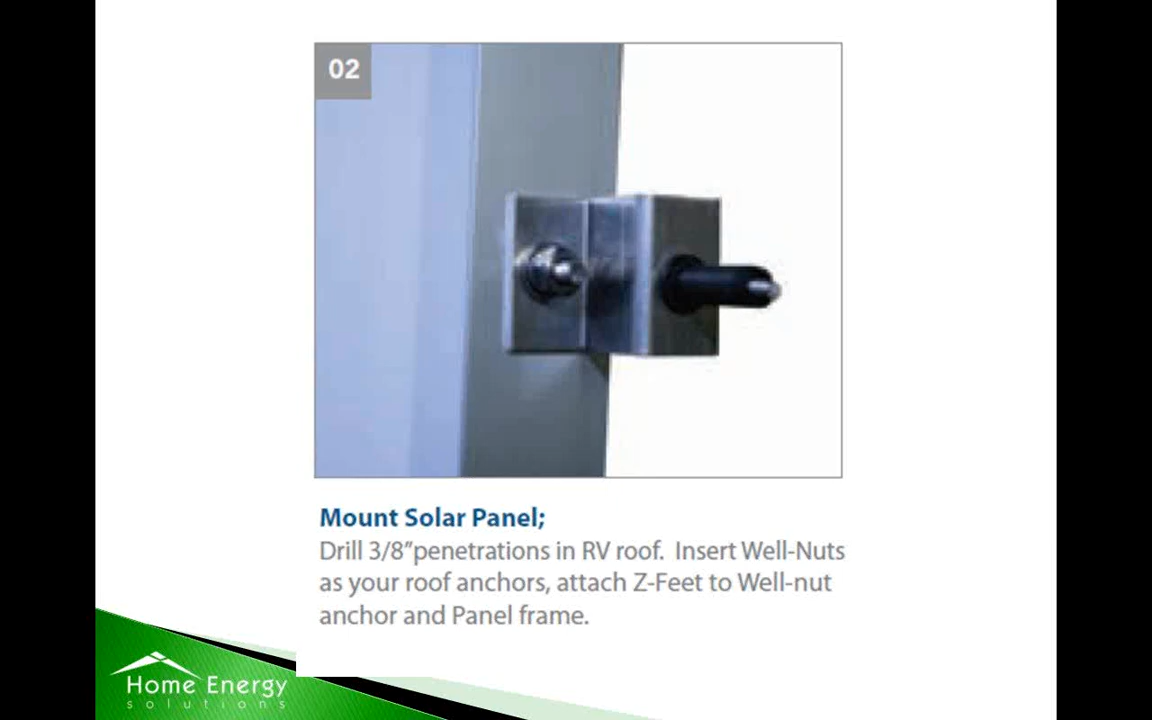 02
Mount Solar Panel;
Drill 3/8”penetrations in RV roof. Insert Well-Nuts
as your roof anchors, attach Z-Feet to Well-nut
anchor and Panel frame.
Home Energy
solutions